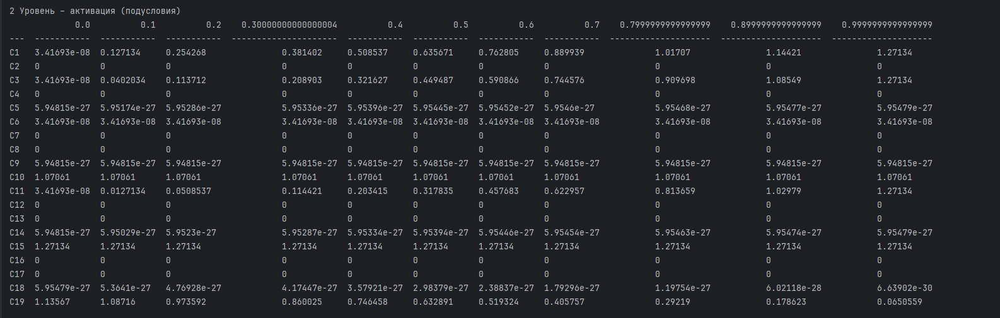 2 Уровень – активация (подусловия)
0.0 0.1 0.2 0.30000000000000004 0.4 0.5 0.6 0.7 0.7999999999999999 0.8999999999999999 0.9999999999999999
--- ----------- ---------- ----------- -------------------- ----------- ----------- ----------- ----------- ------------------- ------------------- -------------------
C1 3.41693e-08 0.127134 0.254268 0.381402 0.508537 0.635671 0.762805 0.889939 1.01707 1.14421 1.27134
C2 0 0 0 0 0 0 0 0 0 0 0
C3 3.41693e-08 0.0402034 0.113712 0.208903 0.321627 0.449487 0.590866 0.744576 0.909698 1.08549 1.27134
C4 0 0 0 0 0 0 0 0 0 0 0
C5 5.94815e-27 5.95174e-27 5.95286e-27 5.95336e-27 5.95396e-27 5.95445e-27 5.95452e-27 5.9546e-27 5.95468e-27 5.95477e-27 5.95479e-27
C6 3.41693e-08 3.41693e-08 3.41693e-08 3.41693e-08 3.41693e-08 3.41693e-08 3.41693e-08 3.41693e-08 3.41693e-08 3.41693e-08 3.41693e-08
C7 0 0 0 0 0 0 0 0 0 0 0
C8 0 0 0 0 0 0 0 0 0 0 0
C9 5.94815e-27 5.94815e-27 5.94815e-27 5.94815e-27 5.94815e-27 5.94815e-27 5.94815e-27 5.94815e-27 5.94815e-27 5.94815e-27 5.94815e-27
C10 1.07061 1.07061 1.07061 1.07061 1.07061 1.07061 1.07061 1.07061 1.07061 1.07061 1.07061
C11 3.41693e-08 0.0127134 0.0508537 0.114421 0.203415 0.317835 0.457683 0.622957 0.813659 1.02979 1.27134
C12 0 0 0 0 0 0 0 0 0 0 0
C13 0 0 0 0 0 0 0 0 0 0 0
C14 5.94815e-27 5.95029e-27 5.9523e-27 5.95287e-27 5.95334e-27 5.95394e-27 5.95446e-27 5.95454e-27 5.95463e-27 5.95474e-27 5.95479e-27
C15 1.27134 1.27134 1.27134 1.27134 1.27134 1.27134 1.27134 1.27134 1.27134 1.27134 1.27134
C16 0 0 0 0 0 0 0 0 0 0 0
C17 0 0 0 0 0 0 0 0 0 0 0
C18 5.95479e-27 5.3641e-27 4.76928e-27 4.17447e-27 3.57921e-27 2.98379e-27 2.38837e-27 1.79296e-27 1.19754e-27 6.02118e-28 6.63902e-30
C19 1.13567 1.08716 0.973592 0.860025 0.746458 0.632891 0.519324 0.405757 0.29219 0.178623 0.0650559